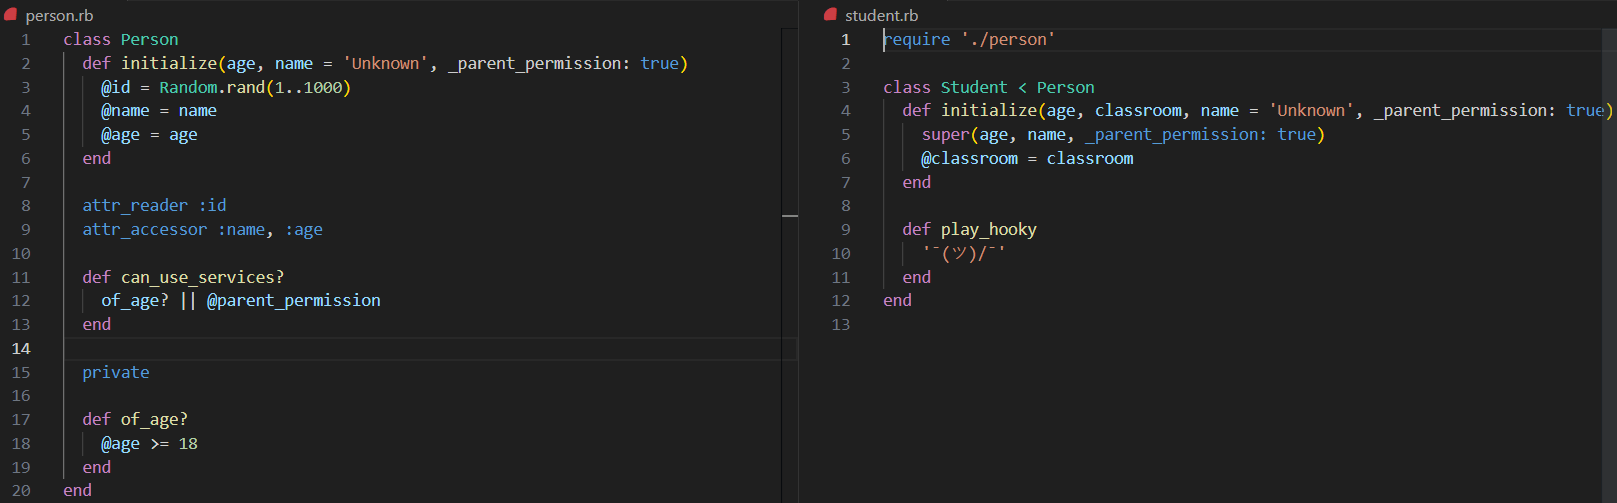 person.rb
1 class Person
2 def initialize(age, name = 'Unknown', _parent_permission: true)
3 @id = Random.rand(1..1000)
4 @name = name
5 @age = age
6 end
7
8 attr_reader :id
9 attr_accessor :name, :age
10
11 def can_use_services?
12 of_age? || @parent_permission
13 end
14
15 private
16
17 def of_age?
18 @age >= 18
19 end
20 end
student.rb
1 require './person'
2
3 class Student < Person
4 def initialize(age, classroom, name = 'Unknown', _parent_permission: true)
5 super(age, name, _parent_permission: true)
6 @classroom = classroom
7 end
8
9 def play_hooky
10 '¯(ツ)/¯'
11 end
12 end
13